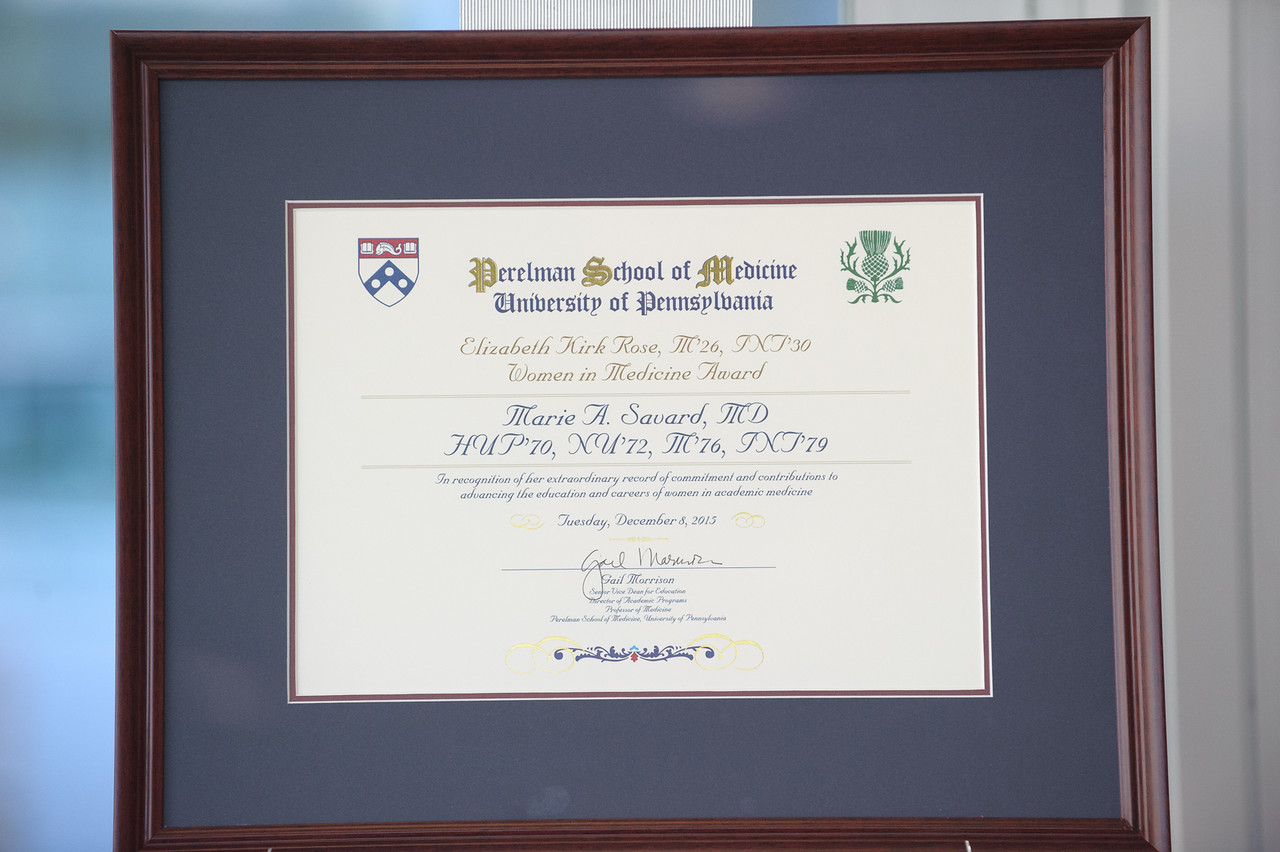 Perelman School of Medicine
University of Pennsylvania
Elizabeth Kirk Rose, M'26, INT'30
Women in Medicine Award
Marie A. Savard, MD
HUP'70, NU'72, M'76, INT'79
In recognition of her extraordinary record of commitment and contributions to
advancing the education and careers of women in academic medicine
Tuesday, December 8, 2015
Gail Morrison
Gail Morrison
Senior Vice Dean for Education
Director of Academic Programs
Professor of Medicine
Perelman School of Medicine, University of Pennsylvania